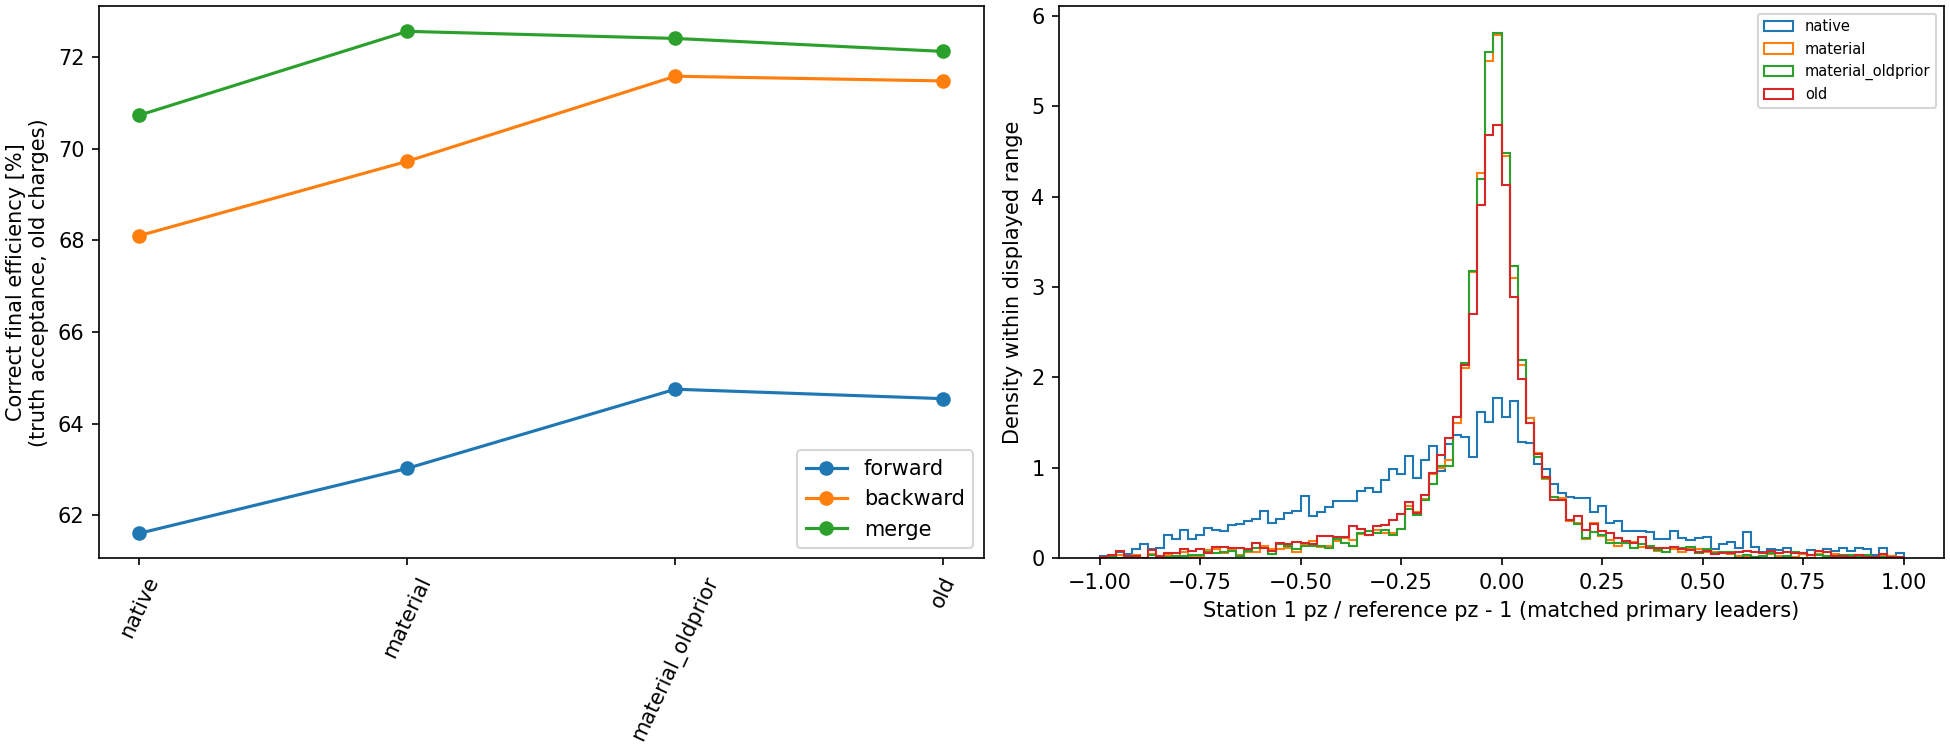 72
70
68
66
64
62
Correct final efficiency [%]
(truth acceptance, old charges)
native
material
material_oldprior
old
forward
backward
merge
6
5
4
3
2
1
0
Density within displayed range
−1.00 −0.75 −0.50 −0.25 0.00 0.25 0.50 0.75 1.00
Station 1 pz / reference pz - 1 (matched primary leaders)
native
material
material_oldprior
old